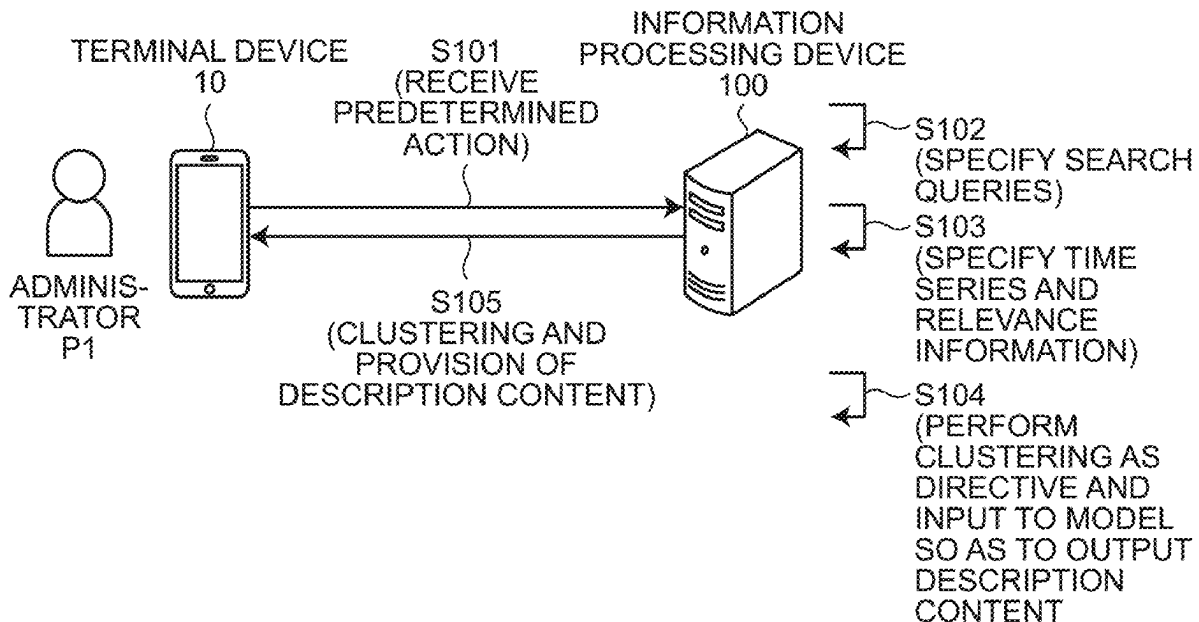 TERMINAL DEVICE
10
S101
(RECEIVE
PREDETERMINED
ACTION)
INFORMATION
PROCESSING DEVICE
100
ADMINIS-
TRATOR
P1
S105
(CLUSTERING AND
PROVISION OF
DESCRIPTION CONTENT)
S102
(SPECIFY SEARCH
QUERIES)
S103
(SPECIFY TIME
SERIES AND
RELEVANCE
INFORMATION)
S104
(PERFORM
CLUSTERING AS
DIRECTIVE AND
INPUT TO MODEL
SO AS TO OUTPUT
DESCRIPTION
CONTENT